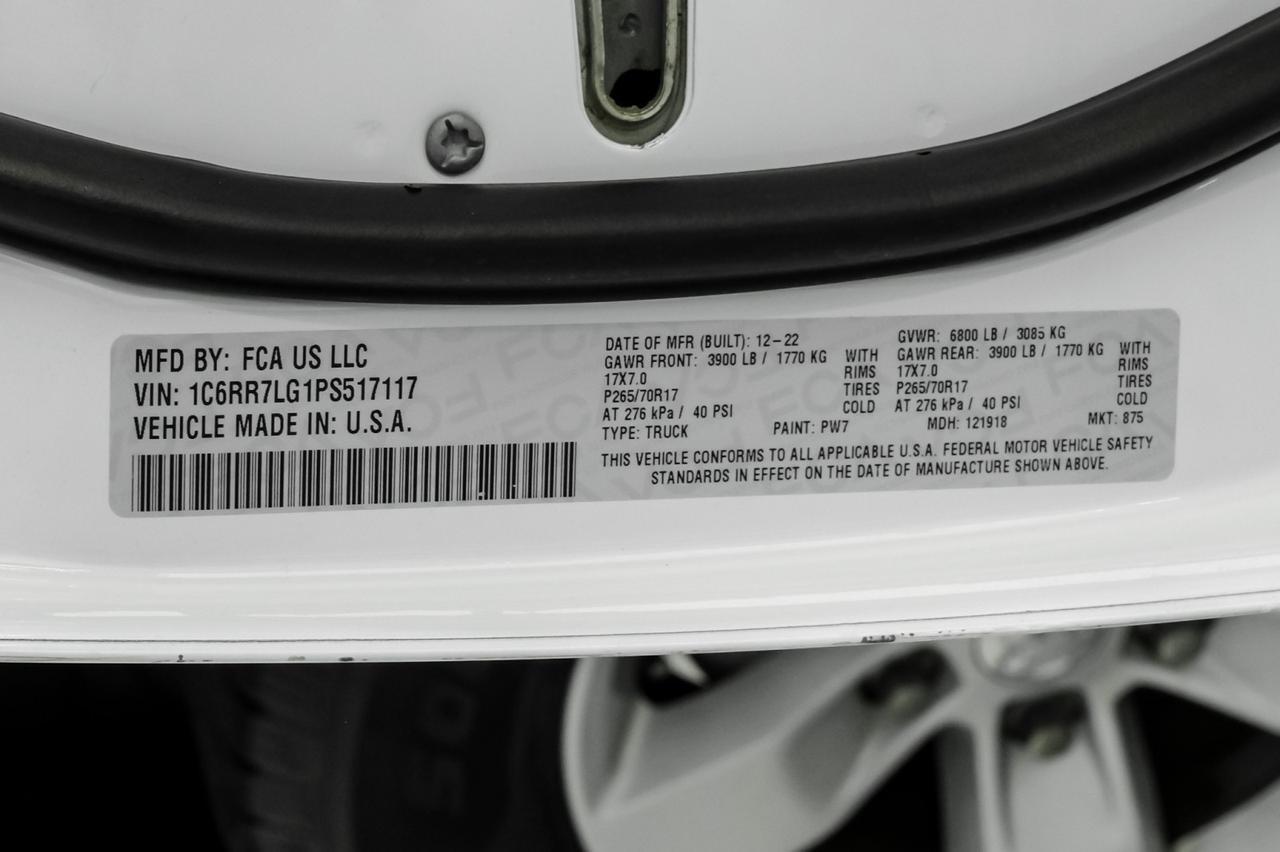 MFD BY: FCA US LLC
VIN: 1C6RR7LG1PS517117
VEHICLE MADE IN: U.S.A.
DATE OF MFR (BUILT): 12-22
GAWR FRONT: 3900 LB / 1770 KG WITH
17X7.0 RIMS
P265/70R17 TIRES
AT 276 kPa / 40 PSI COLD
GVWR: 6800 LB / 3085 KG
GAWR REAR: 3900 LB / 1770 KG WITH
17X7.0 RIMS
P265/70R17 TIRES
AT 276 kPa / 40 PSI COLD
TYPE: TRUCK PAINT: PW7 MDH: 121918 MKT: 875
THIS VEHICLE CONFORMS TO ALL APPLICABLE U.S.A. FEDERAL MOTOR VEHICLE SAFETY
STANDARDS IN EFFECT ON THE DATE OF MANUFACTURE SHOWN ABOVE.